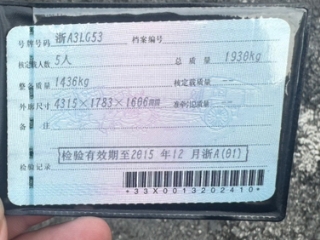 号牌号码 浙A3LG53 档案编号
核定载人数 5人 总质量 1930kg
整备质量 1436kg 核定载质量 --
外廓尺寸 4315×1783×1606mm 准牵引总质量 --
备注
检验有效期至2015年12月浙A(01)
检验记录
*33X0013202410*